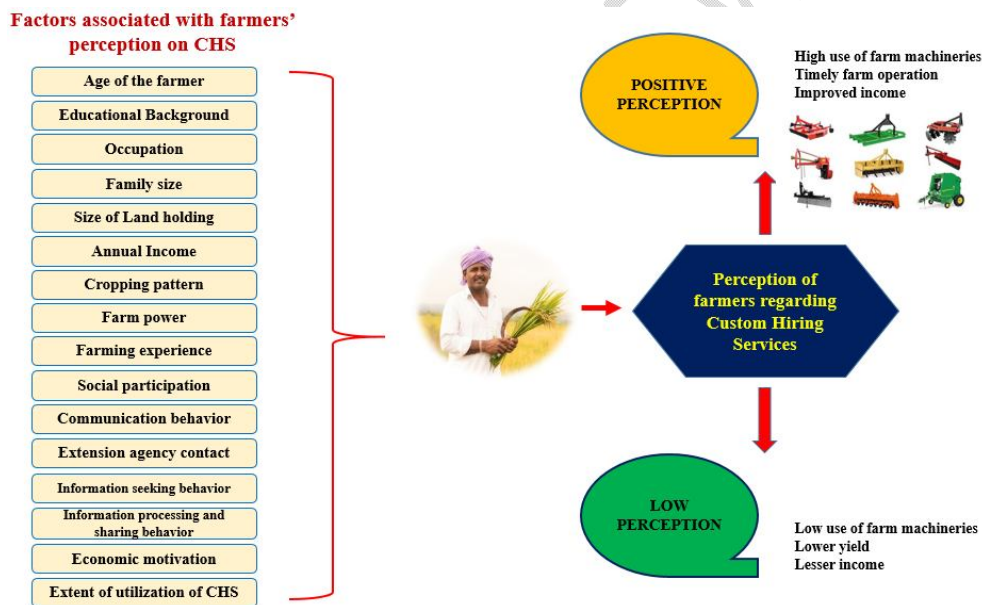 Factors associated with farmers'
perception on CHS
Age of the farmer
Educational Background
Occupation
Family size
Size of Land holding
Annual Income
Cropping pattern
Farm power
Farming experience
Social participation
Communication behavior
Extension agency contact
Information seeking behavior
Information processing and
sharing behavior
Economic motivation
Extent of utilization of CHS
POSITIVE
PERCEPTION
High use of farm machineries
Timely farm operation
Improved income
Perception of
farmers regarding
Custom Hiring
Services
LOW
PERCEPTION
Low use of farm machineries
Lower yield
Lesser income